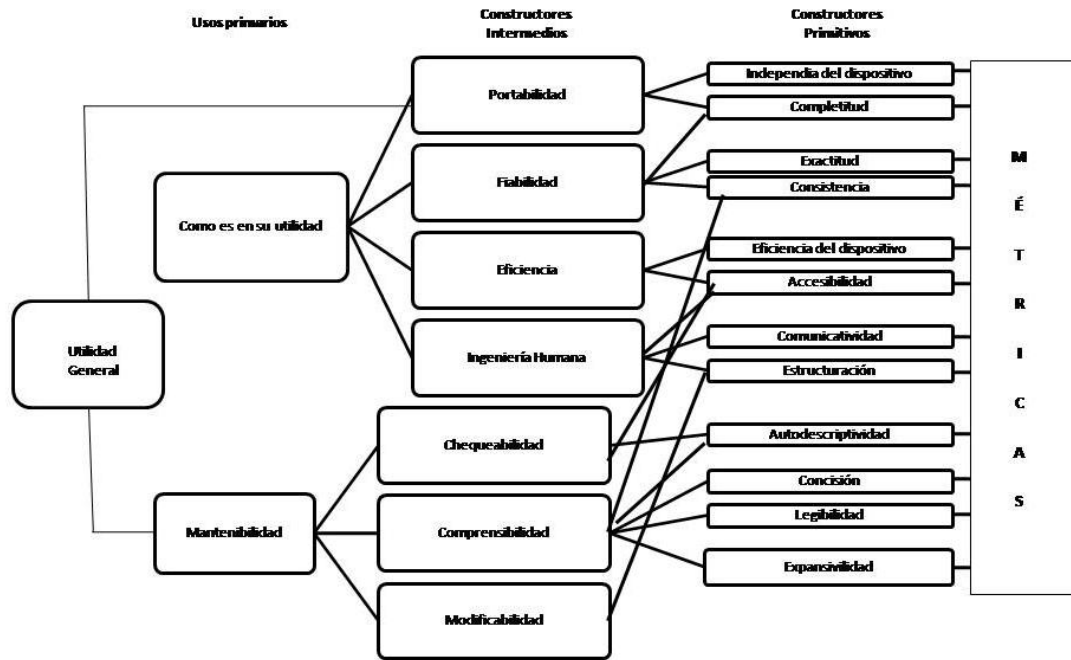 Usos primarios
Constructores
Intermedios
Constructores
Primitivos
Portabilidad
Independia del dispositivo
Completitud
Fiabilidad
Exactitud
Consistencia
Como es en su utilidad
Eficiencia
Eficiencia del dispositivo
Accesibilidad
Utilidad
General
Ingeniería Humana
Comunicatividad
Estructuración
Chequeabilidad
Autodescriptividad
Concisión
Mantenibilidad
Comprensibilidad
Legibilidad
Expansivilidad
Modificabilidad
M
É
T
R
I
C
A
S